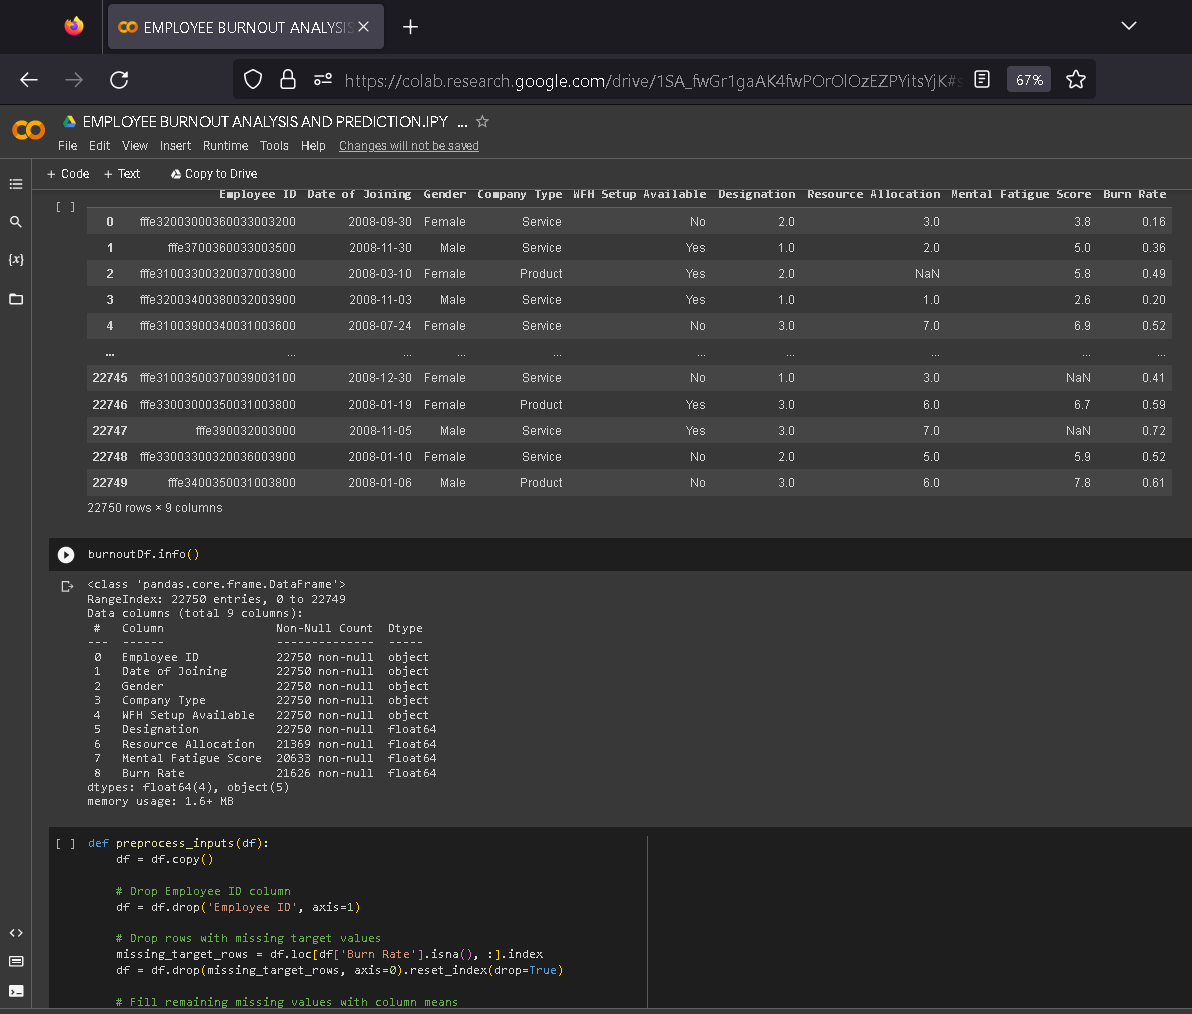 EMPLOYEE BURNOUT ANALYSIS
https://colab.research.google.com/drive/1SA_fwGr1gaAK4fwPOrOlOzEZPYitsYjK#s
67%
EMPLOYEE BURNOUT ANALYSIS AND PREDICTION.IPY ...
File Edit View Insert Runtime Tools Help Changes will not be saved
+ Code + Text Copy to Drive
Employee ID Date of Joining Gender Company Type WFH Setup Available Designation Resource Allocation Mental Fatigue Score Burn Rate
[ ]
0 fffe32003000360033003200 2008-09-30 Female Service No 2.0 3.0 3.8 0.16
1 fffe3700360033003500 2008-11-30 Male Service Yes 1.0 2.0 5.0 0.36
2 fffe31003300320037003900 2008-03-10 Female Product Yes 2.0 NaN 5.8 0.49
3 fffe32003400380032003900 2008-11-03 Male Service Yes 1.0 1.0 2.6 0.20
4 fffe31003900340031003600 2008-07-24 Female Service No 3.0 7.0 6.9 0.52
... ... ... ... ... ... ... ... ... ...
22745 fffe31003500370039003100 2008-12-30 Female Service No 1.0 3.0 NaN 0.41
22746 fffe33003000350031003800 2008-01-19 Female Product Yes 3.0 6.0 6.7 0.59
22747 fffe390032003000 2008-11-05 Male Service Yes 3.0 7.0 NaN 0.72
22748 fffe33003300320036003900 2008-01-10 Female Service No 2.0 5.0 5.9 0.52
22749 fffe3400350031003800 2008-01-06 Male Product No 3.0 6.0 7.8 0.61
22750 rows × 9 columns
burnoutDf.info()
<class 'pandas.core.frame.DataFrame'>
RangeIndex: 22750 entries, 0 to 22749
Data columns (total 9 columns):
# Column Non-Null Count Dtype
--- ------ -------------- -----
0 Employee ID 22750 non-null object
1 Date of Joining 22750 non-null object
2 Gender 22750 non-null object
3 Company Type 22750 non-null object
4 WFH Setup Available 22750 non-null object
5 Designation 22750 non-null float64
6 Resource Allocation 21369 non-null float64
7 Mental Fatigue Score 20633 non-null float64
8 Burn Rate 21626 non-null float64
dtypes: float64(4), object(5)
memory usage: 1.6+ MB
[ ] def preprocess_inputs(df):
df = df.copy()
# Drop Employee ID column
df = df.drop('Employee ID', axis=1)
# Drop rows with missing target values
missing_target_rows = df.loc[df['Burn Rate'].isna(), :].index
df = df.drop(missing_target_rows, axis=0).reset_index(drop=True)
# Fill remaining missing values with column means